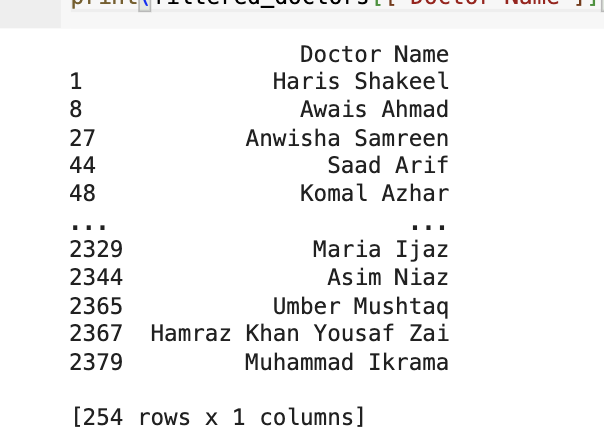 print(filtered_doctors[['Doctor Name']]
Doctor Name
1 Haris Shakeel
8 Awais Ahmad
27 Anwisha Samreen
44 Saad Arif
48 Komal Azhar
... ...
2329 Maria Ijaz
2344 Asim Niaz
2365 Umber Mushtaq
2367 Hamraz Khan Yousaf Zai
2379 Muhammad Ikrama
[254 rows x 1 columns]